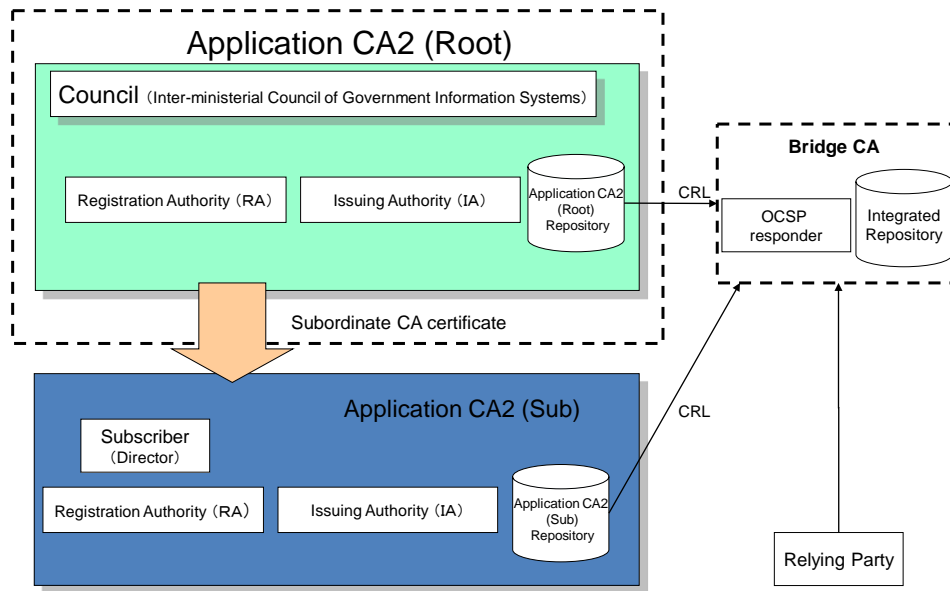 Application CA2 (Root)
Council（Inter-ministerial Council of Government Information Systems）
Registration Authority（RA）
Issuing Authority（IA）
Application CA2
(Root)
Repository
CRL
Bridge CA
OCSP
responder
Integrated
Repository
Subordinate CA certificate
Application CA2 (Sub)
CRL
Subscriber
（Director）
Registration Authority（RA）
Issuing Authority（IA）
Application CA2
(Sub)
Repository
Relying Party